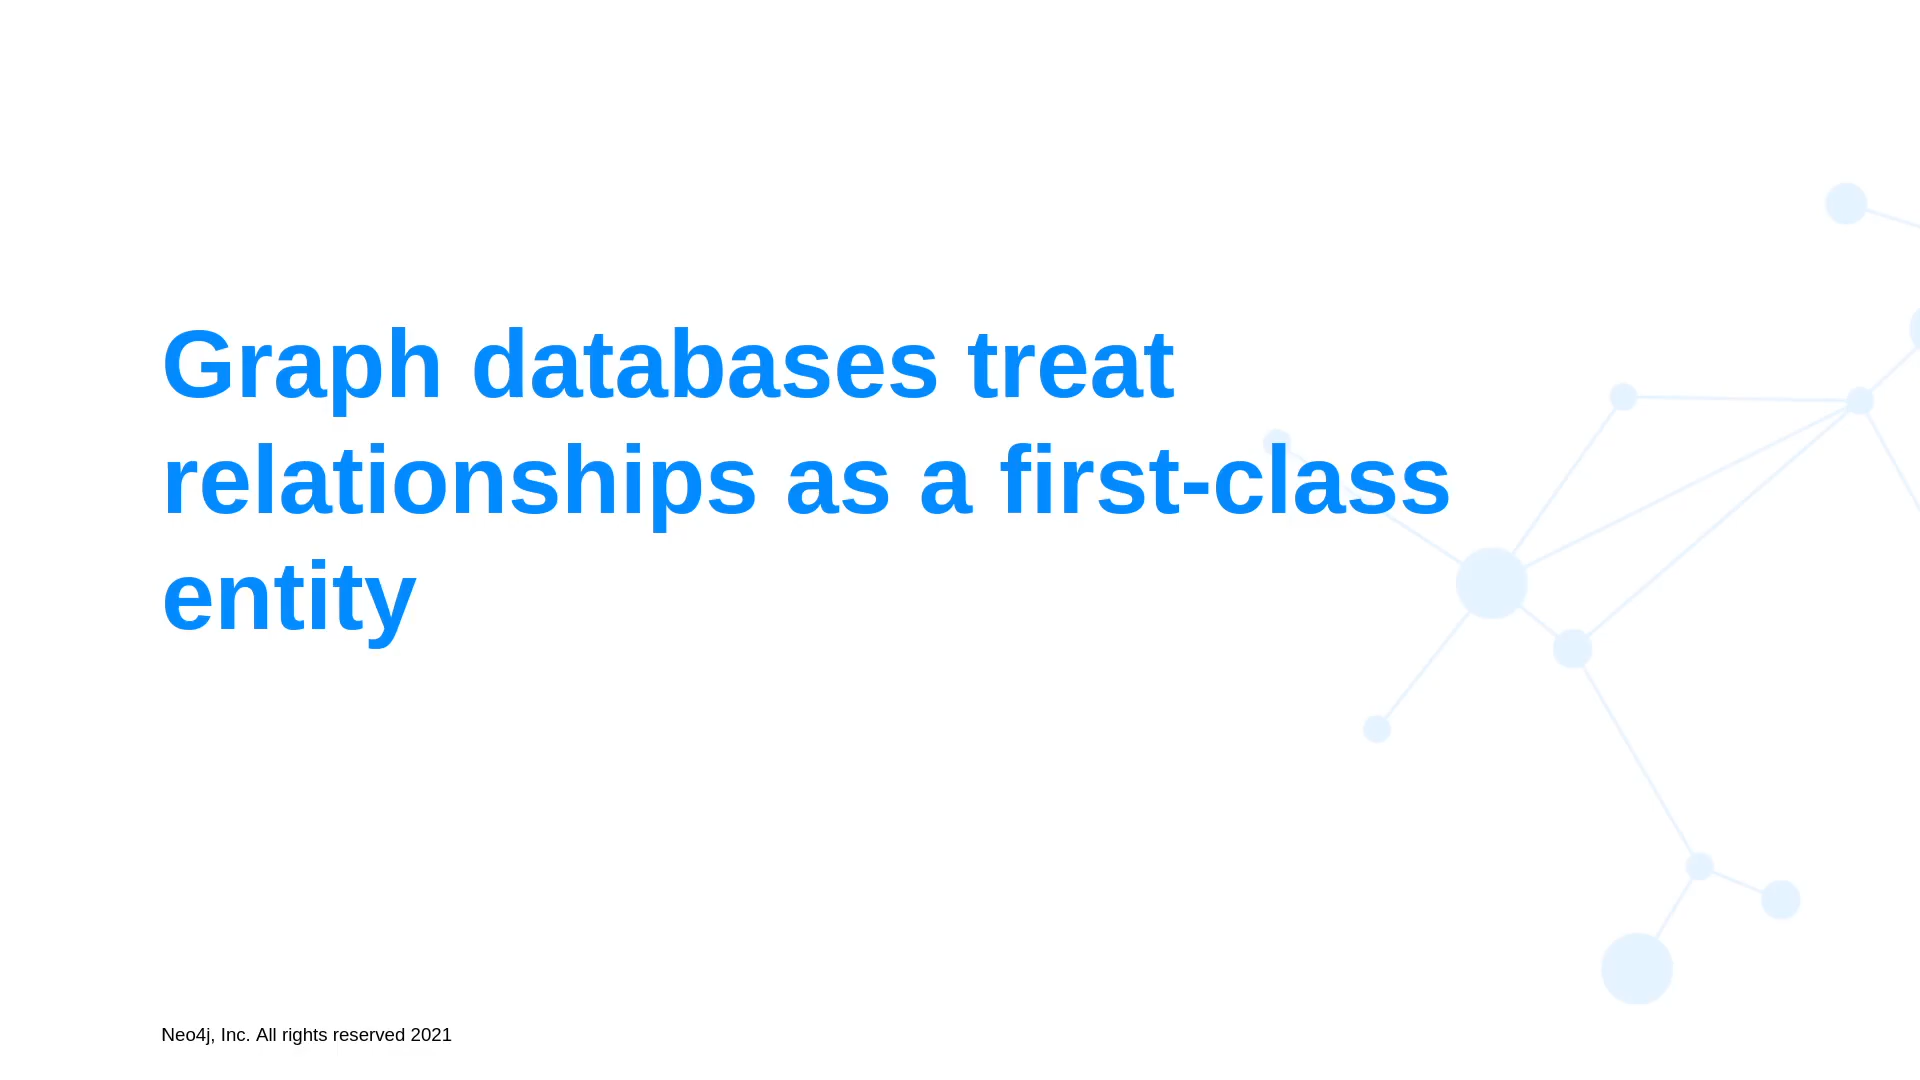 Graph databases treat
relationships as a first-class
entity
Neo4j, Inc. All rights reserved 2021